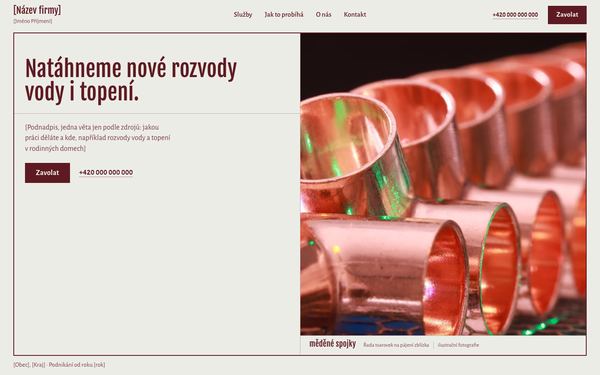 [Název firmy]
[Jméno Příjmení]
Služby
Jak to probíhá
O nás
Kontakt
+420 000 000 000
Zavolat
Natáhneme nové rozvody
vody i topení.
[Podnadpis, jedna věta jen podle zdrojů: jakou
práci děláte a kde, například rozvody vody a topení
v rodinných domech]
Zavolat
+420 000 000 000
měděné spojky
Řada tvarovek na pájení zblízka
ilustrační fotografie
[Obec], [Kraj] · Podnikání od roku [rok]